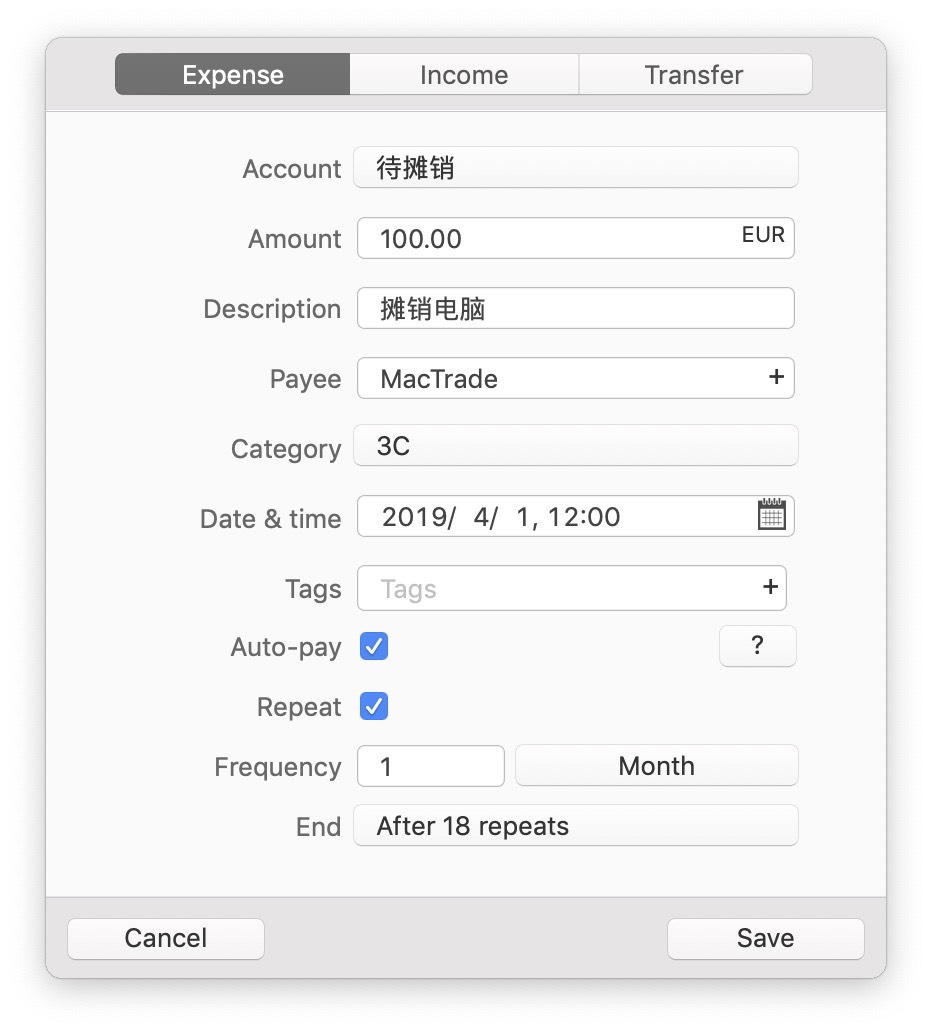 Expense Income Transfer
Account 待摊销
Amount 100.00 EUR
Description 摊销电脑
Payee MacTrade +
Category 3C
Date & time 2019/ 4/ 1, 12:00
Tags Tags +
Auto-pay ?
Repeat
Frequency 1 Month
End After 18 repeats
Cancel Save